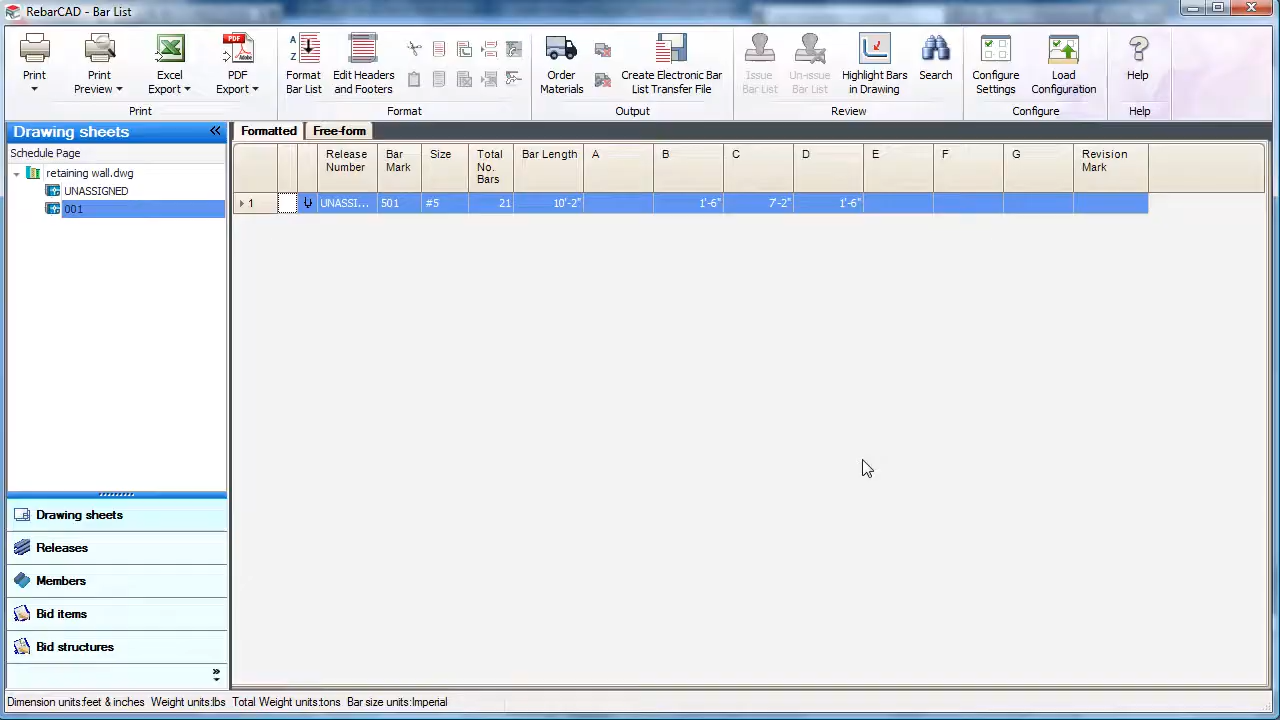 RebarCAD - Bar List
Print
Print Preview
Excel Export
PDF Export
Print
Format Bar List
Edit Headers and Footers
Format
Order Materials
Create Electronic Bar List Transfer File
Output
Issue Bar List
Un-issue Bar List
Highlight Bars in Drawing
Search
Review
Configure Settings
Load Configuration
Configure
Help
Help
Drawing sheets
Schedule Page
retaining wall.dwg
UNASSIGNED
001
Drawing sheets
Releases
Members
Bid items
Bid structures
Formatted Free-form
Release Number Bar Mark Size Total No. Bars Bar Length A B C D E F G Revision Mark
1 UNASSI... 501 #5 21 10'-2" 1'-6" 7'-2" 1'-6"
Dimension units:feet & inches Weight units:lbs Total Weight units:tons Bar size units:Imperial